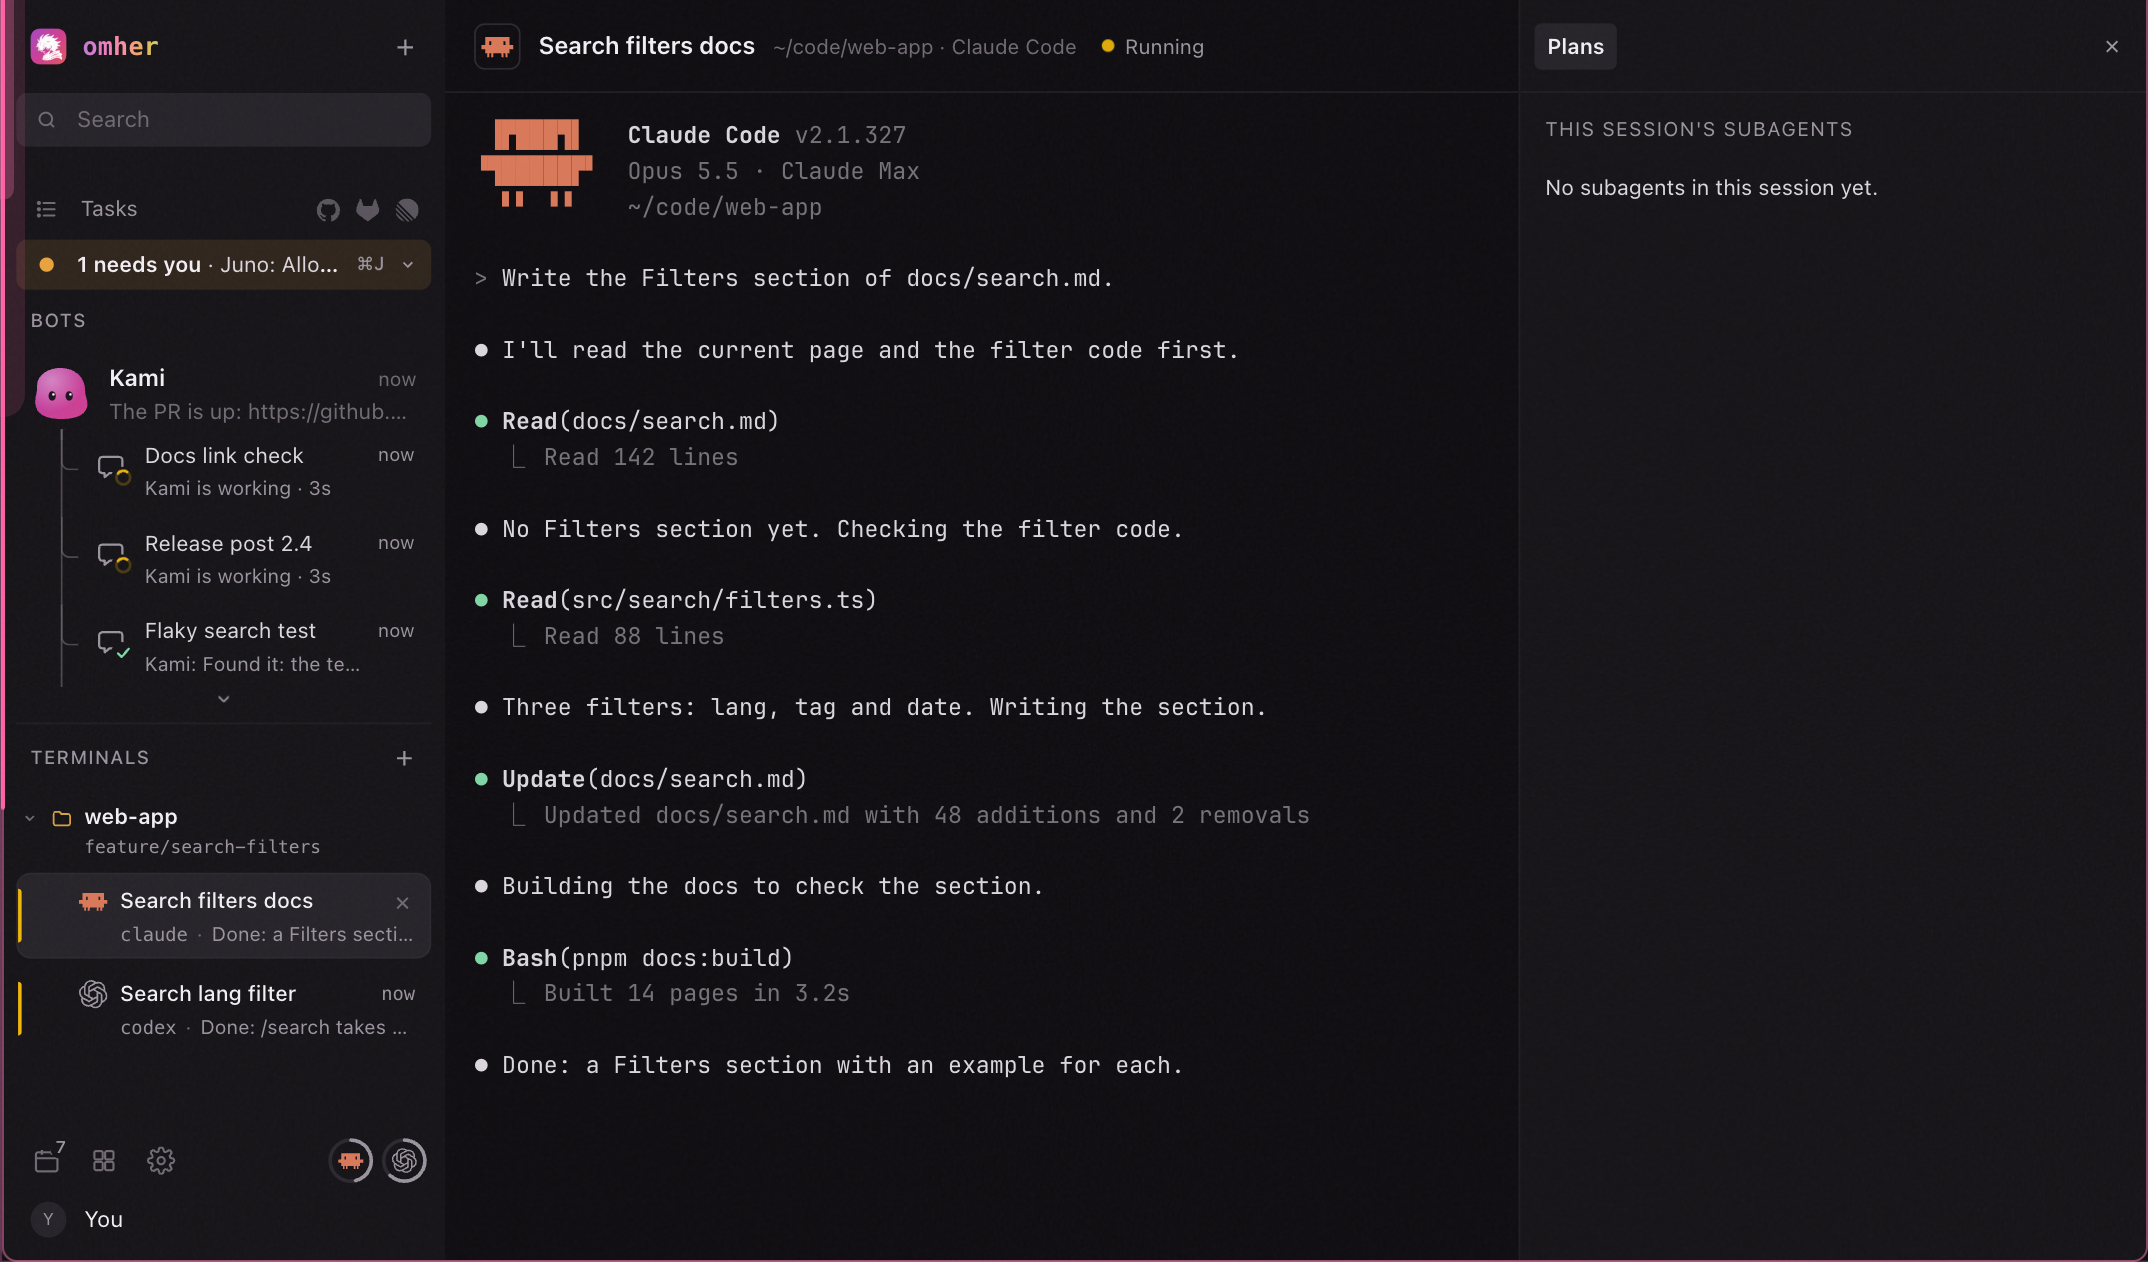 omher
Search
Tasks
1 needs you · Juno: Allo... ⌘J
BOTS
Kami now
The PR is up: https://github....
Docs link check now
Kami is working · 3s
Release post 2.4 now
Kami is working · 3s
Flaky search test now
Kami: Found it: the te...
TERMINALS
web-app
feature/search-filters
Search filters docs
claude · Done: a Filters secti...
Search lang filter now
codex · Done: /search takes ...
7
Y You
Search filters docs ~/code/web-app · Claude Code Running
Claude Code v2.1.327
Opus 5.5 · Claude Max
~/code/web-app
> Write the Filters section of docs/search.md.
● I'll read the current page and the filter code first.
● Read(docs/search.md)
⎿ Read 142 lines
● No Filters section yet. Checking the filter code.
● Read(src/search/filters.ts)
⎿ Read 88 lines
● Three filters: lang, tag and date. Writing the section.
● Update(docs/search.md)
⎿ Updated docs/search.md with 48 additions and 2 removals
● Building the docs to check the section.
● Bash(pnpm docs:build)
⎿ Built 14 pages in 3.2s
● Done: a Filters section with an example for each.
Plans
THIS SESSION'S SUBAGENTS
No subagents in this session yet.